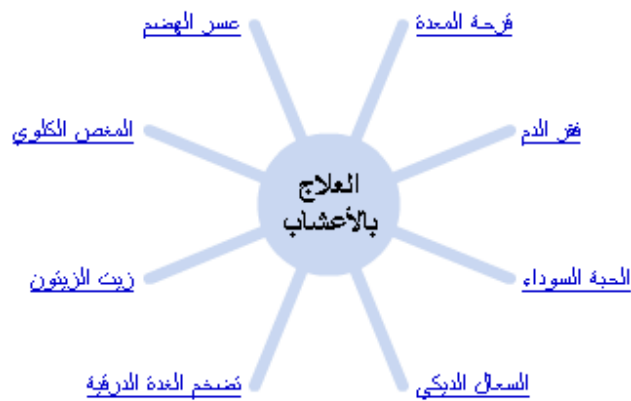 عسر الهضم
قرحة المعدة
المغص الكلوي
فقر الدم
العلاج
بالأعشاب
زيت الزيتون
الحبة السوداء
تضخم الغدة الدرقية
السعال الديكي